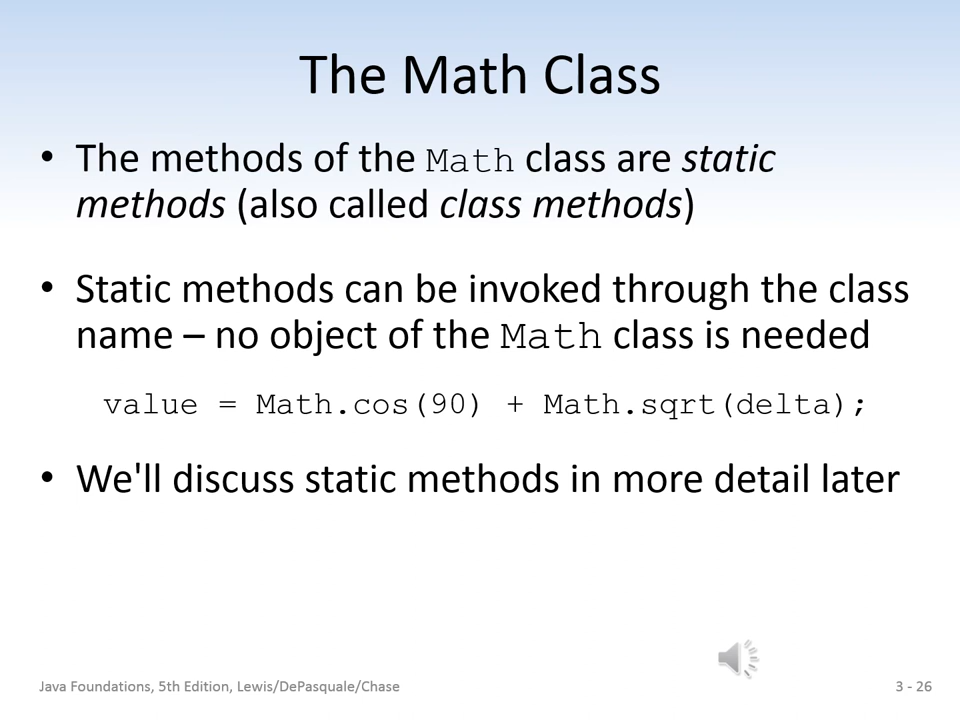 The Math Class
• The methods of the Math class are static
methods (also called class methods)
• Static methods can be invoked through the class
name – no object of the Math class is needed
value = Math.cos(90) + Math.sqrt(delta);
• We'll discuss static methods in more detail later
Java Foundations, 5th Edition, Lewis/DePasquale/Chase
3 - 26